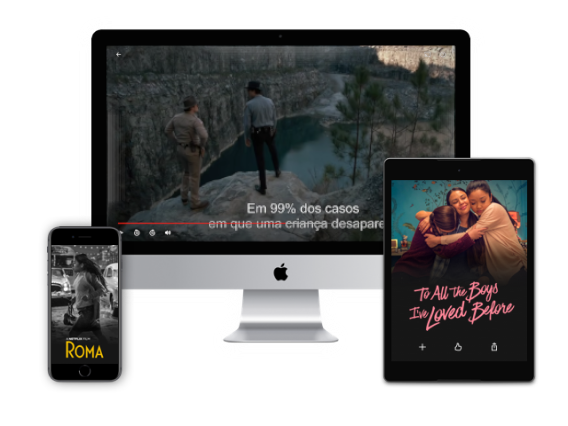 Em 99% dos casos
em que uma criança desapare
A NETFLIX FILM
ROMA
To All the Boys
I've Loved Before